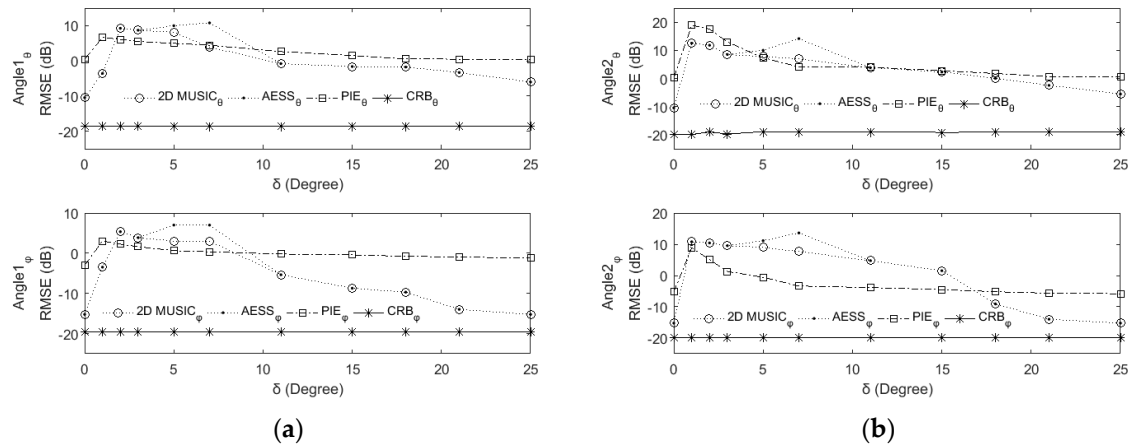 Angle1θ
RMSE (dB)
10
0
-10
-20
2D MUSICθ AESSθ PIEθ CRBθ
0 5 10 15 20 25
δ (Degree)
Angle1φ
RMSE (dB)
10
0
-10
-20
2D MUSICφ AESSφ PIEφ CRBφ
0 5 10 15 20 25
δ (Degree)
(a)
Angle2θ
RMSE (dB)
20
10
0
-10
-20
2D MUSICθ AESSθ PIEθ CRBθ
0 5 10 15 20 25
δ (Degree)
Angle2φ
RMSE (dB)
20
10
0
-10
-20
2D MUSICφ AESSφ PIEφ CRBφ
0 5 10 15 20 25
δ (Degree)
(b)